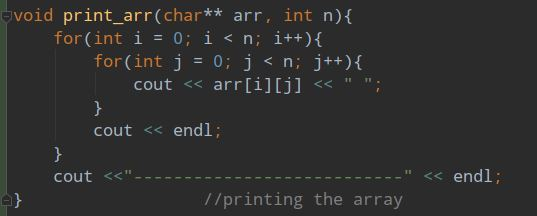 void print_arr(char** arr, int n){
    for(int i = 0; i < n; i++){
        for(int j = 0; j < n; j++){
            cout << arr[i][j] << " ";
        }
        cout << endl;
    }
    cout <<"---------------------------" << endl;
}                  //printing the array